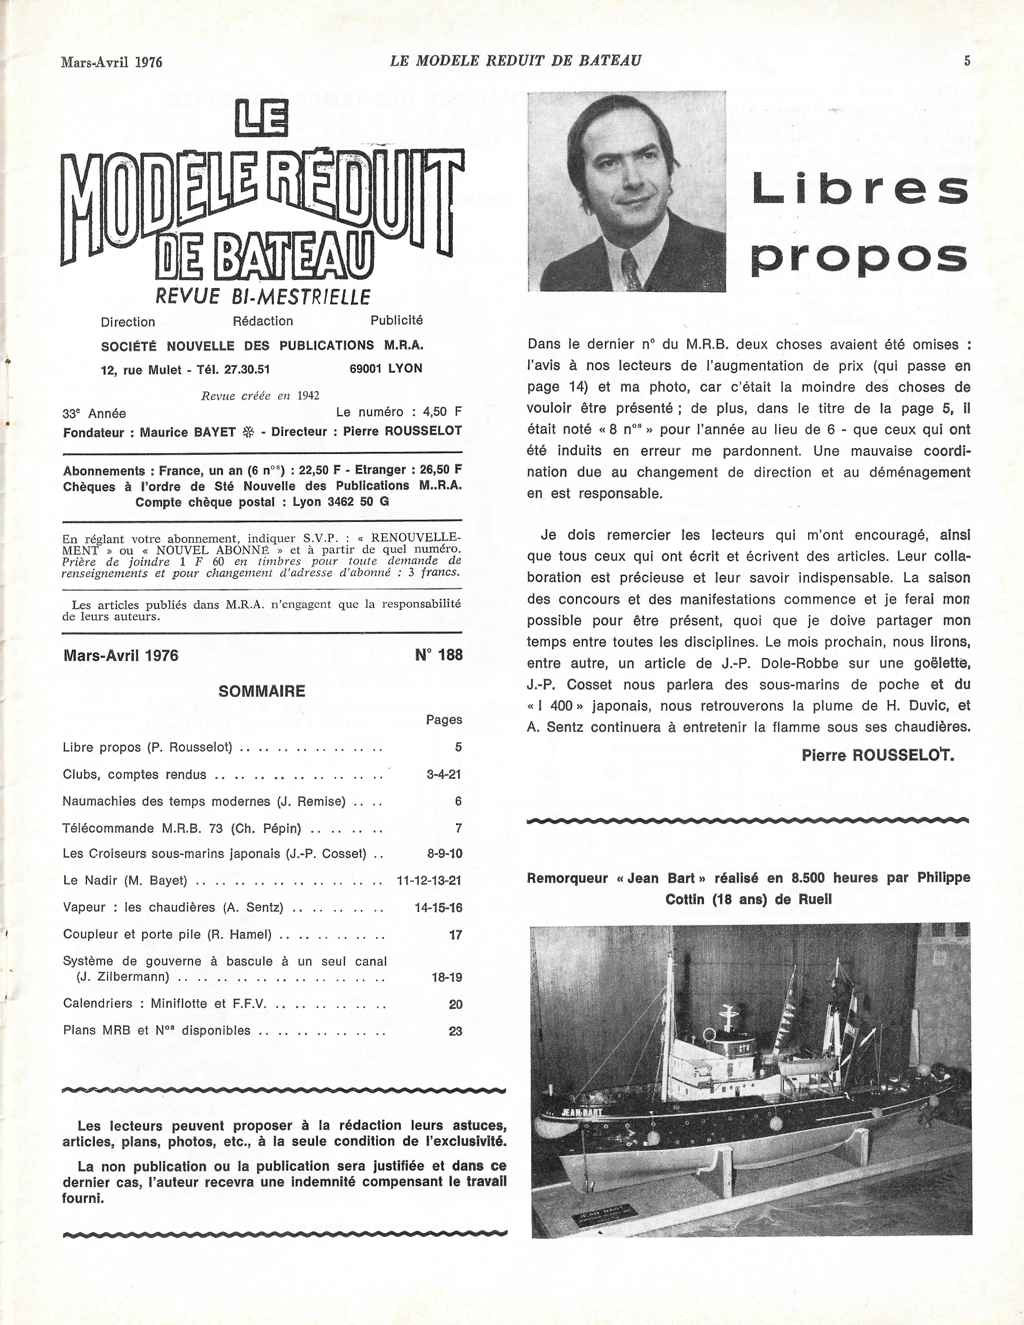 Mars-Avril 1976
LE MODELE REDUIT DE BATEAU
5
LE
MODÈLE RÉDUIT
DE BATEAU
REVUE BI-MESTRIELLE
Direction Rédaction Publicité
SOCIÉTÉ NOUVELLE DES PUBLICATIONS M.R.A.
12, rue Mulet - Tél. 27.30.51 69001 LYON
Revue créée en 1942
33e Année Le numéro : 4,50 F
Fondateur : Maurice BAYET - Directeur : Pierre ROUSSELOT
Abonnements : France, un an (6 nos) : 22,50 F - Etranger : 26,50 F
Chèques à l'ordre de Sté Nouvelle des Publications M..R.A.
Compte chèque postal : Lyon 3462 50 G
En réglant votre abonnement, indiquer S.V.P. : « RENOUVELLE-
MENT » ou « NOUVEL ABONNÉ » et à partir de quel numéro.
Prière de joindre 1 F 60 en timbres pour toute demande de
renseignements et pour changement d'adresse d'abonné : 3 francs.
Les articles publiés dans M.R.A. n'engagent que la responsabilité
de leurs auteurs.
Mars-Avril 1976 N° 188
SOMMAIRE
Pages
Libre propos (P. Rousselot) .. .. .. .. .. .. .. .. 5
Clubs, comptes rendus .. .. .. .. .. .. .. .. .. 3-4-21
Naumachies des temps modernes (J. Remise) .. .. 6
Télécommande M.R.B. 73 (Ch. Pépin) .. .. .. .. 7
Les Croiseurs sous-marins japonais (J.-P. Cosset) .. 8-9-10
Le Nadir (M. Bayet) .. .. .. .. .. .. .. .. .. .. 11-12-13-21
Vapeur : les chaudières (A. Sentz) .. .. .. .. .. 14-15-16
Coupleur et porte pile (R. Hamel) .. .. .. .. .. .. 17
Système de gouverne à bascule à un seul canal
(J. Zilbermann) .. .. .. .. .. .. .. .. .. .. .. 18-19
Calendriers : Miniflotte et F.F.V. .. .. .. .. .. .. 20
Plans MRB et Nos disponibles .. .. .. .. .. .. .. 23
Les lecteurs peuvent proposer à la rédaction leurs astuces,
articles, plans, photos, etc., à la seule condition de l'exclusivité.
La non publication ou la publication sera justifiée et dans ce
dernier cas, l'auteur recevra une indemnité compensant le travail
fourni.
Libres
propos
Dans le dernier n° du M.R.B. deux choses avaient été omises :
l'avis à nos lecteurs de l'augmentation de prix (qui passe en
page 14) et ma photo, car c'était la moindre des choses de
vouloir être présenté ; de plus, dans le titre de la page 5, il
était noté « 8 nos » pour l'année au lieu de 6 - que ceux qui ont
été induits en erreur me pardonnent. Une mauvaise coordi-
nation due au changement de direction et au déménagement
en est responsable.
Je dois remercier les lecteurs qui m'ont encouragé, ainsi
que tous ceux qui ont écrit et écrivent des articles. Leur colla-
boration est précieuse et leur savoir indispensable. La saison
des concours et des manifestations commence et je ferai mon
possible pour être présent, quoi que je doive partager mon
temps entre toutes les disciplines. Le mois prochain, nous lirons,
entre autre, un article de J.-P. Dole-Robbe sur une goëlette,
J.-P. Cosset nous parlera des sous-marins de poche et du
« I 400 » japonais, nous retrouverons la plume de H. Duvic, et
A. Sentz continuera à entretenir la flamme sous ses chaudières.
Pierre ROUSSELOT.
Remorqueur « Jean Bart » réalisé en 8.500 heures par Philippe
Cottin (18 ans) de Rueil
JEAN-BART
JEAN BART